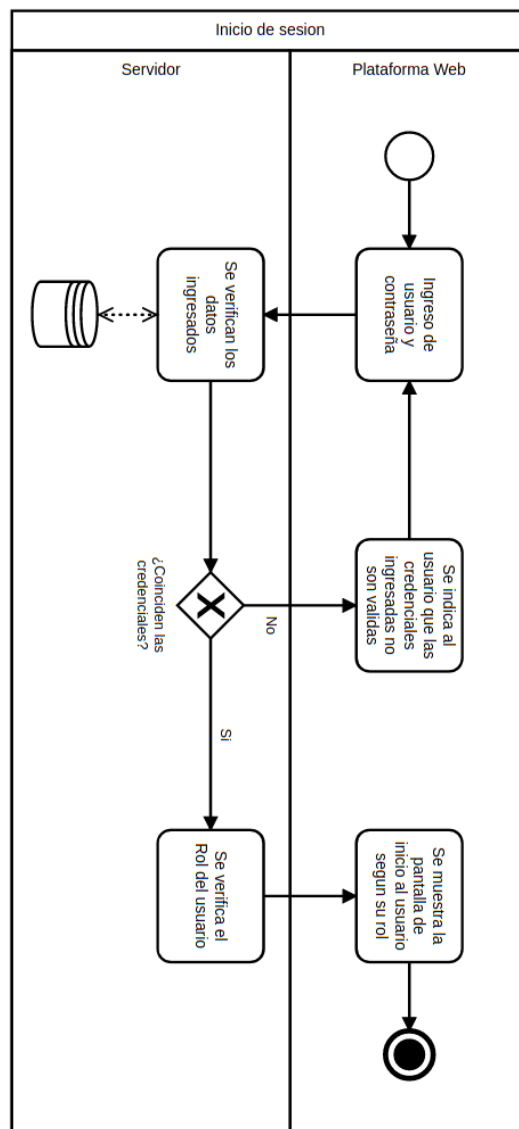 Inicio de sesion
Servidor
Plataforma Web
Ingreso de
usuario y
contraseña
Se verifican los
datos
ingresados
¿Coinciden las
credenciales?
No
Se indica al
usuario que las
credenciales
ingresadas no
son validas
Si
Se verifica el
Rol del usuario
Se muestra la
pantalla de
inicio al usuario
segun su rol